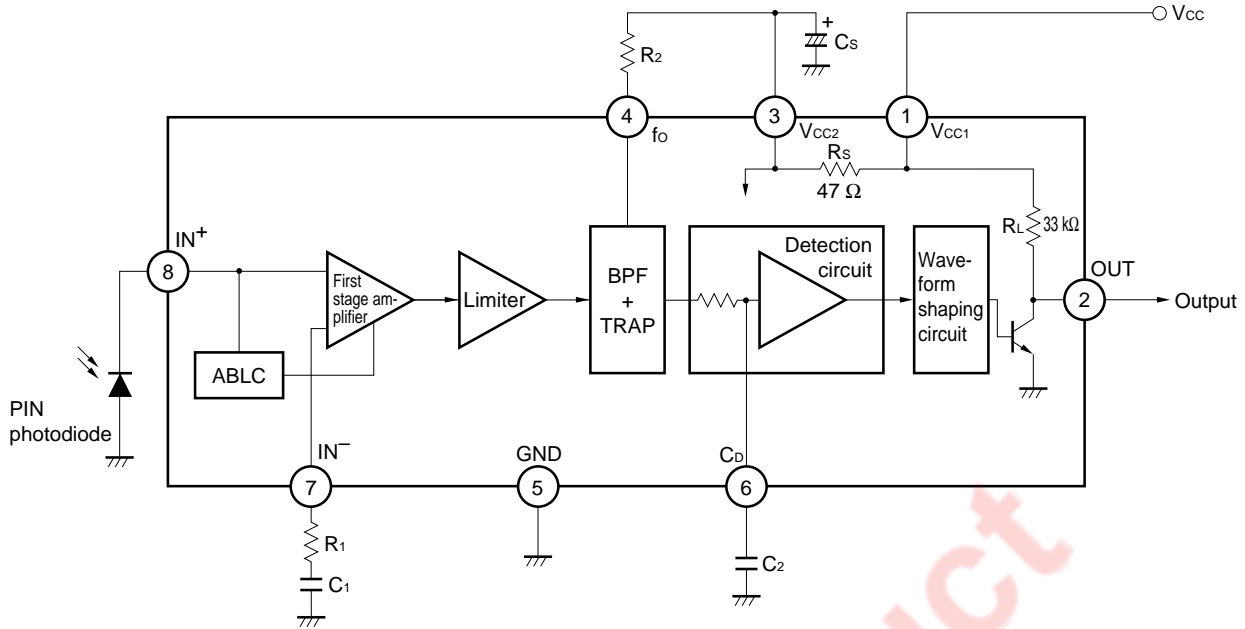 VCC
+
CS
R2
4
3
1
fO
VCC2
VCC1
RS
47 Ω
RL
33 kΩ
IN+
8
First
stage am-
plifier
Limiter
BPF
+
TRAP
Detection
circuit
Wave-
form
shaping
circuit
OUT
2
Output
ABLC
PIN
photodiode
IN−
7
GND
5
CD
6
R1
C1
C2
uct